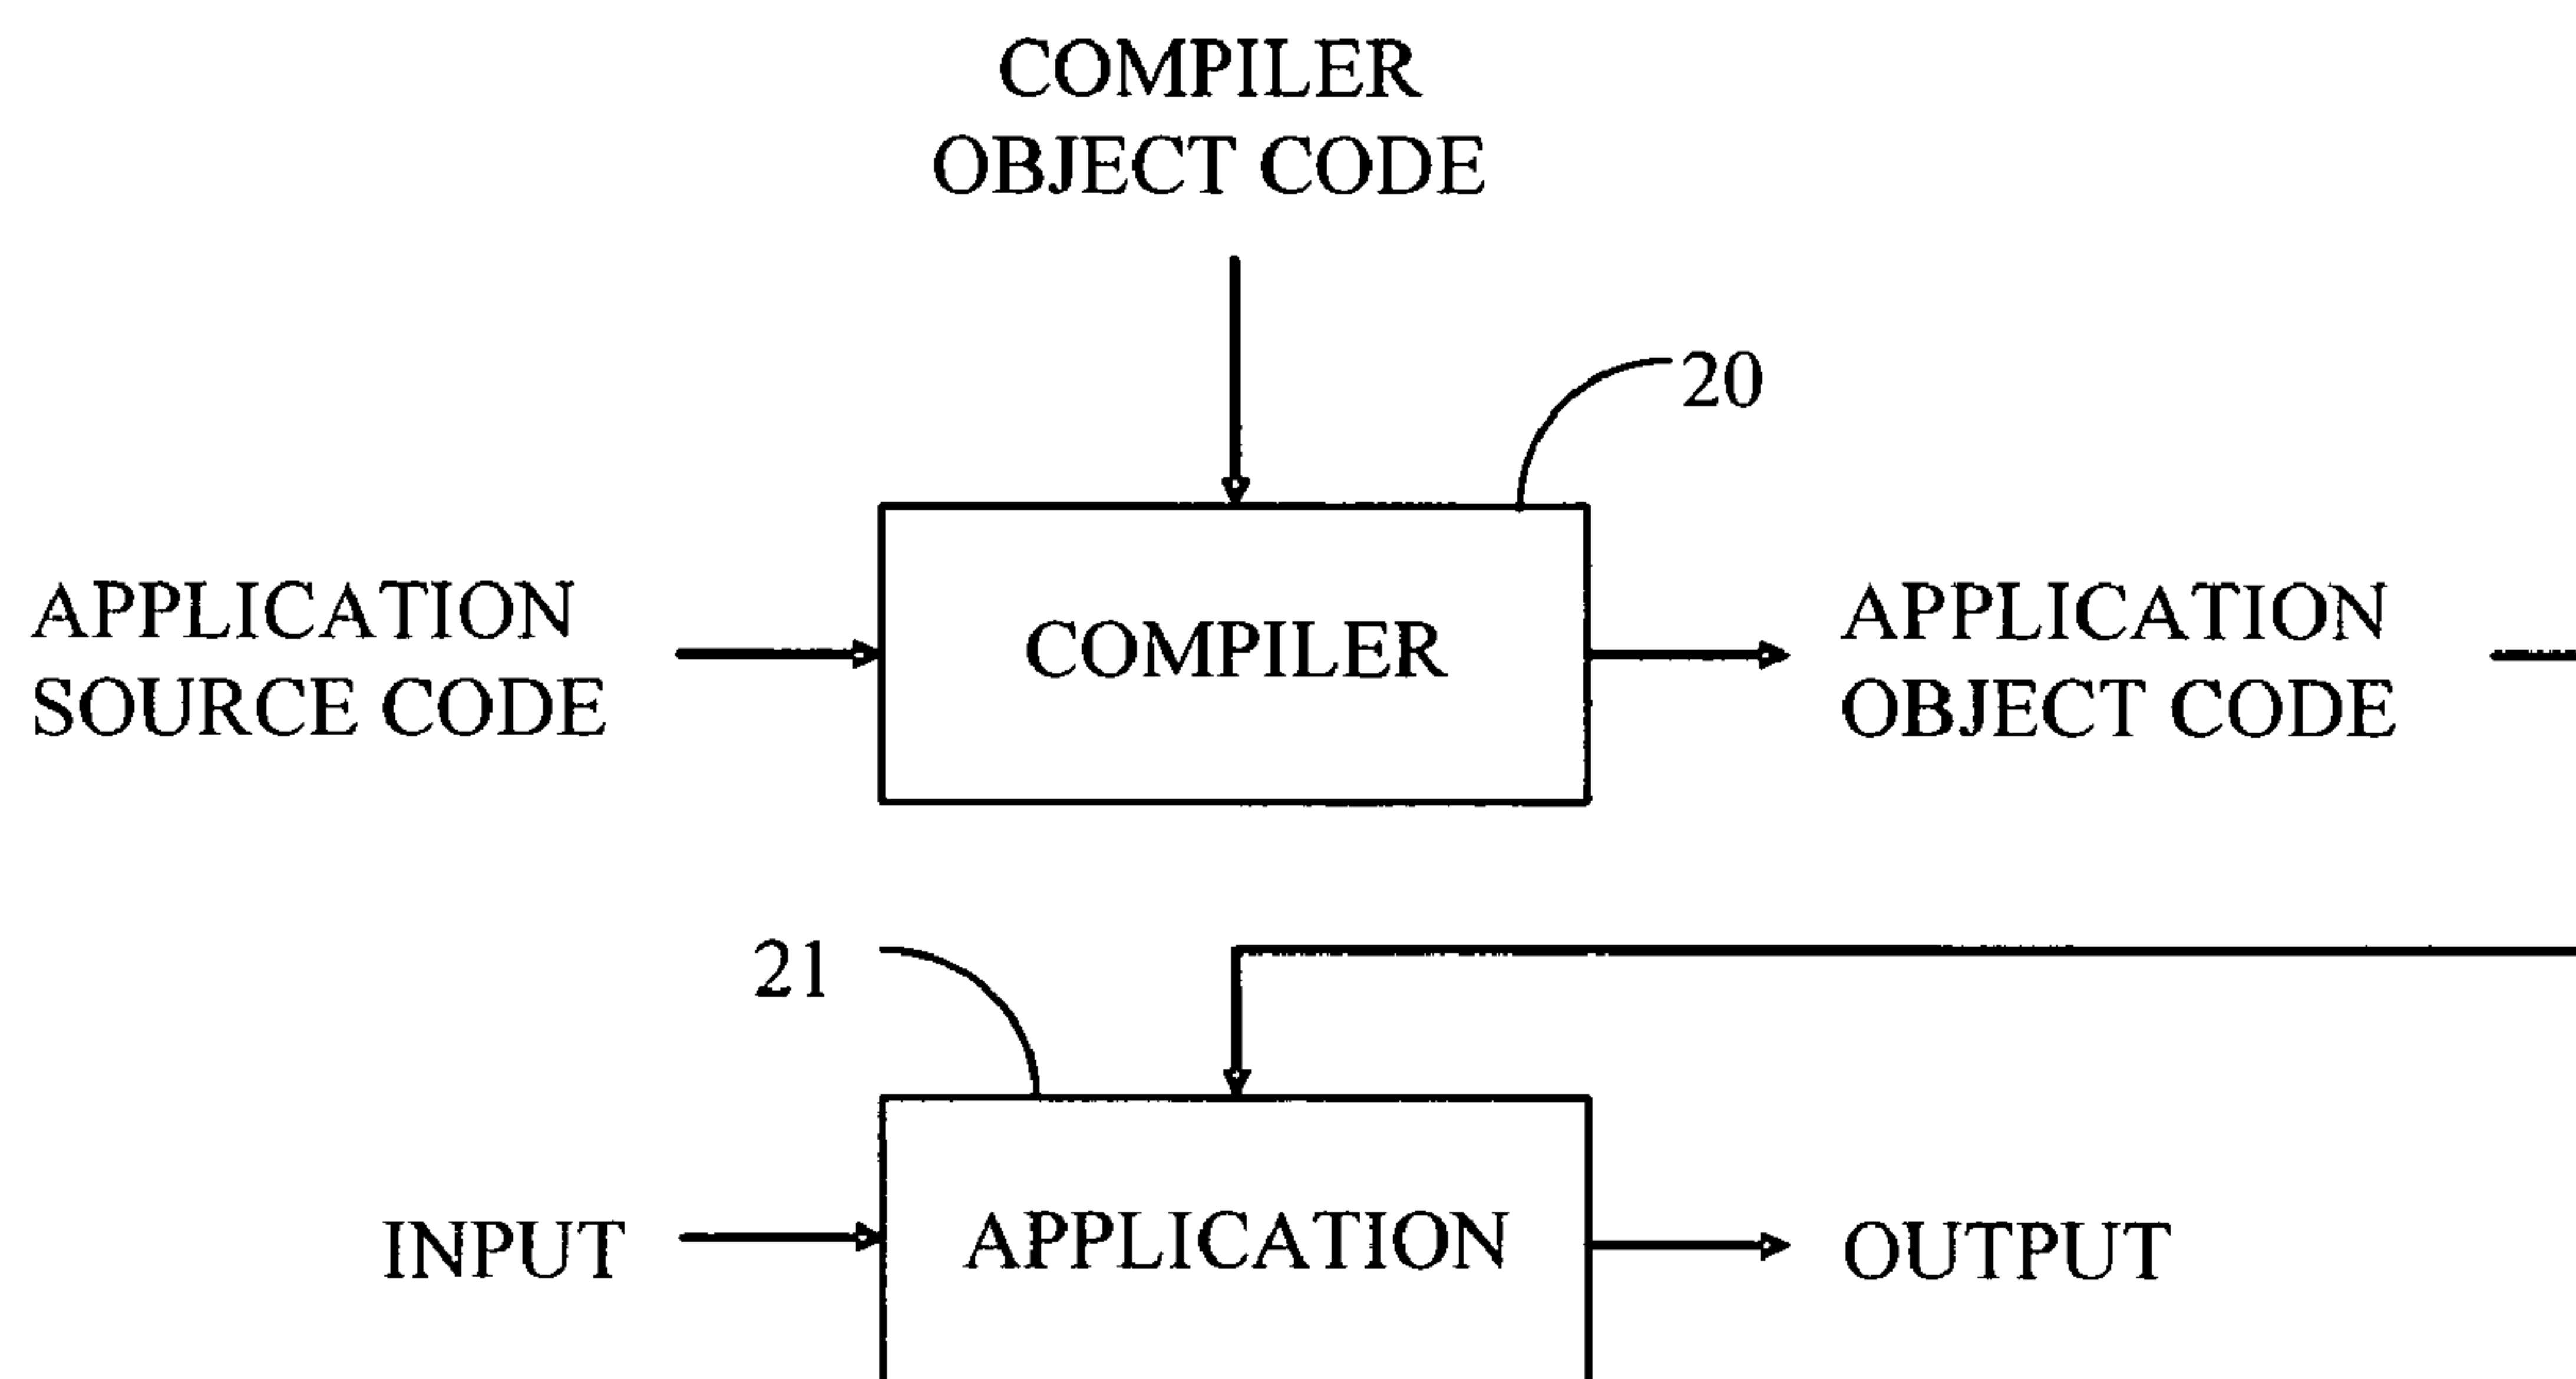 COMPILER
OBJECT CODE
20
APPLICATION
SOURCE CODE
COMPILER
APPLICATION
OBJECT CODE
21
INPUT
APPLICATION
OUTPUT